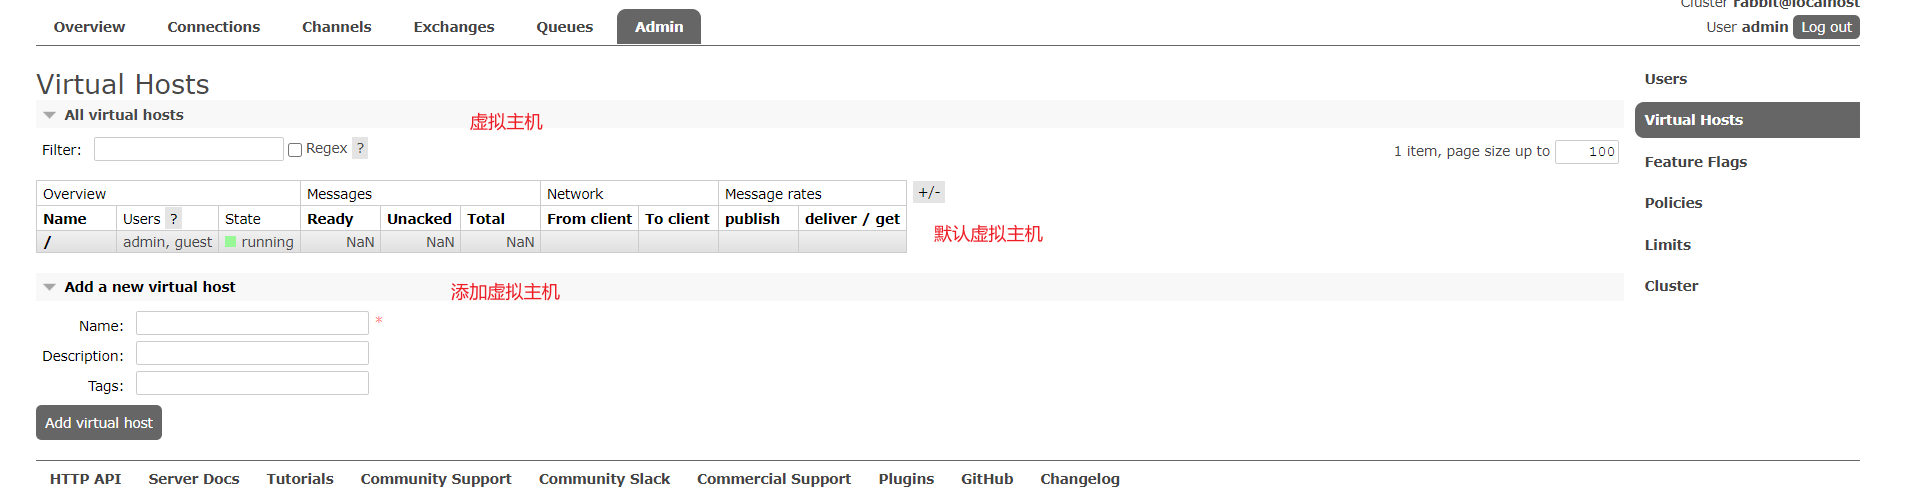 Cluster rabbit@localhost
Overview Connections Channels Exchanges Queues Admin
User admin Log out
Virtual Hosts
All virtual hosts
虚拟主机
Filter: Regex ?
1 item, page size up to 100
Overview Messages Network Message rates +/-
Name Users ? State Ready Unacked Total From client To client publish deliver / get
/ admin, guest running NaN NaN NaN
默认虚拟主机
Add a new virtual host
添加虚拟主机
Name: *
Description:
Tags:
Add virtual host
Users
Virtual Hosts
Feature Flags
Policies
Limits
Cluster
HTTP API Server Docs Tutorials Community Support Community Slack Commercial Support Plugins GitHub Changelog